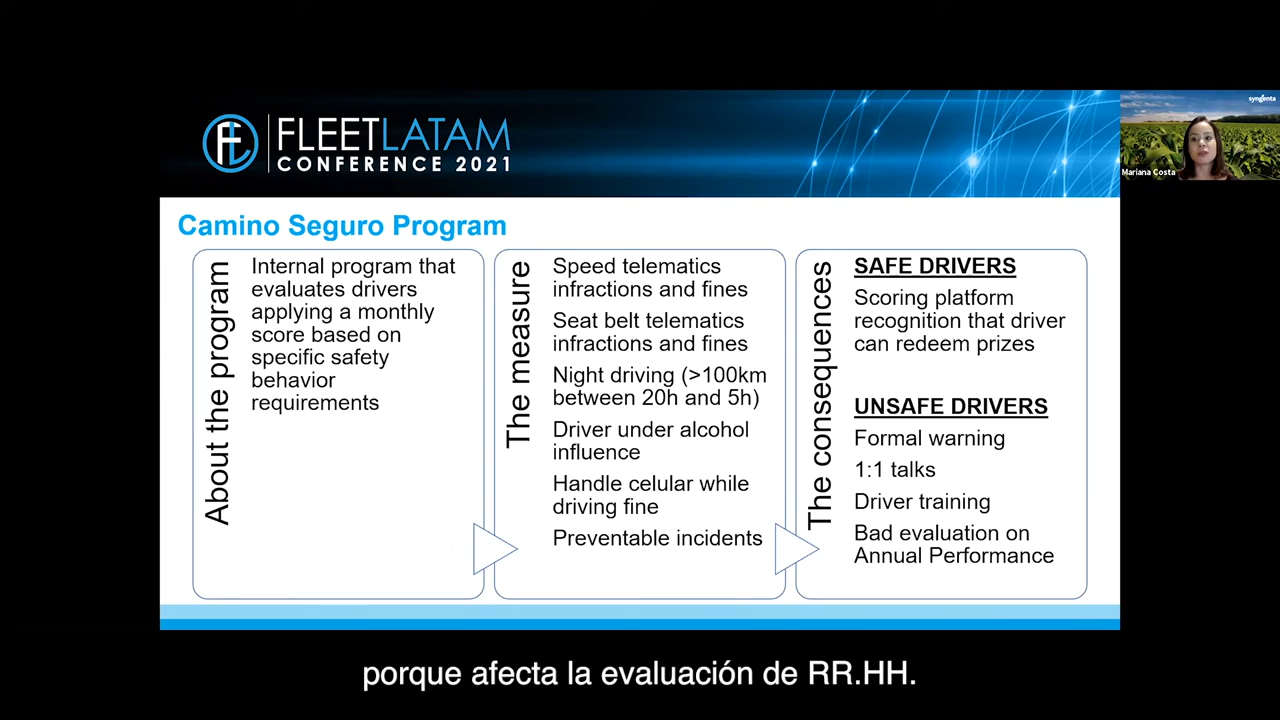 FLEETLATAM
CONFERENCE 2021
syngenta
Mariana Costa
Camino Seguro Program
About the program
Internal program that
evaluates drivers
applying a monthly
score based on
specific safety
behavior
requirements
The measure
Speed telematics
infractions and fines
Seat belt telematics
infractions and fines
Night driving (>100km
between 20h and 5h)
Driver under alcohol
influence
Handle celular while
driving fine
Preventable incidents
The consequences
SAFE DRIVERS
Scoring platform
recognition that driver
can redeem prizes
UNSAFE DRIVERS
Formal warning
1:1 talks
Driver training
Bad evaluation on
Annual Performance
porque afecta la evaluación de RR.HH.